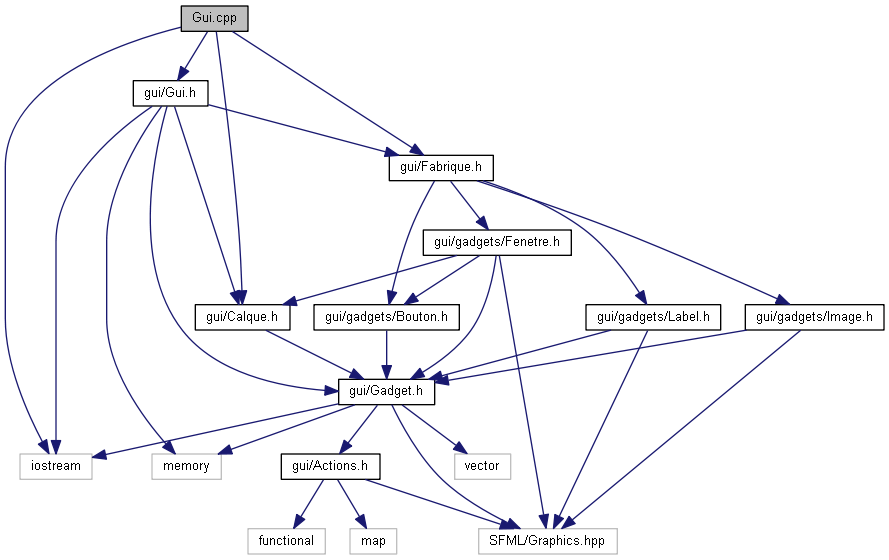 Gui.cpp
gui/Gui.h
gui/Fabrique.h
gui/gadgets/Fenetre.h
gui/Calque.h
gui/gadgets/Bouton.h
gui/gadgets/Label.h
gui/gadgets/Image.h
gui/Gadget.h
iostream
memory
gui/Actions.h
vector
functional
map
SFML/Graphics.hpp